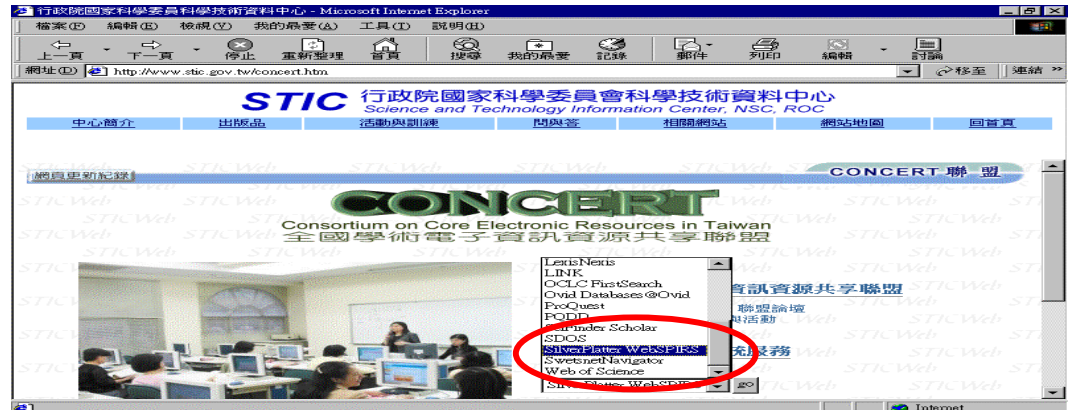 行政院國家科學委員會科學技術資料中心 - Microsoft Internet Explorer
檔案(F) 編輯(E) 檢視(V) 我的最愛(A) 工具(T) 說明(H)
上一頁 下一頁 停止 重新整理 首頁 搜尋 我的最愛 記錄 郵件 列印 編輯 討論
網址(D) http://www.stic.gov.tw/concert.htm 移至 連結 »
STIC 行政院國家科學委員會科學技術資料中心
Science and Technology Information Center, NSC, ROC
中心簡介 出版品 活動與訓練 問與答 相關網站 網站地圖 回首頁
網頁更新紀錄 CONCERT 聯 盟
CONCERT
Consortium on Core Electronic Resources in Taiwan
全國學術電子資訊資源共享聯盟
LexisNexis
LINK
OCLC FirstSearch
Ovid Databases@Ovid
ProQuest
PQDD
SciFinder Scholar
SDOS
SilverPlatter WebSPIRS
SwetsnetNavigator
Web of Science
SilverPlatter WebSPIRS go
資訊資源共享聯盟
聯盟論壇
與活動
服務
Internet